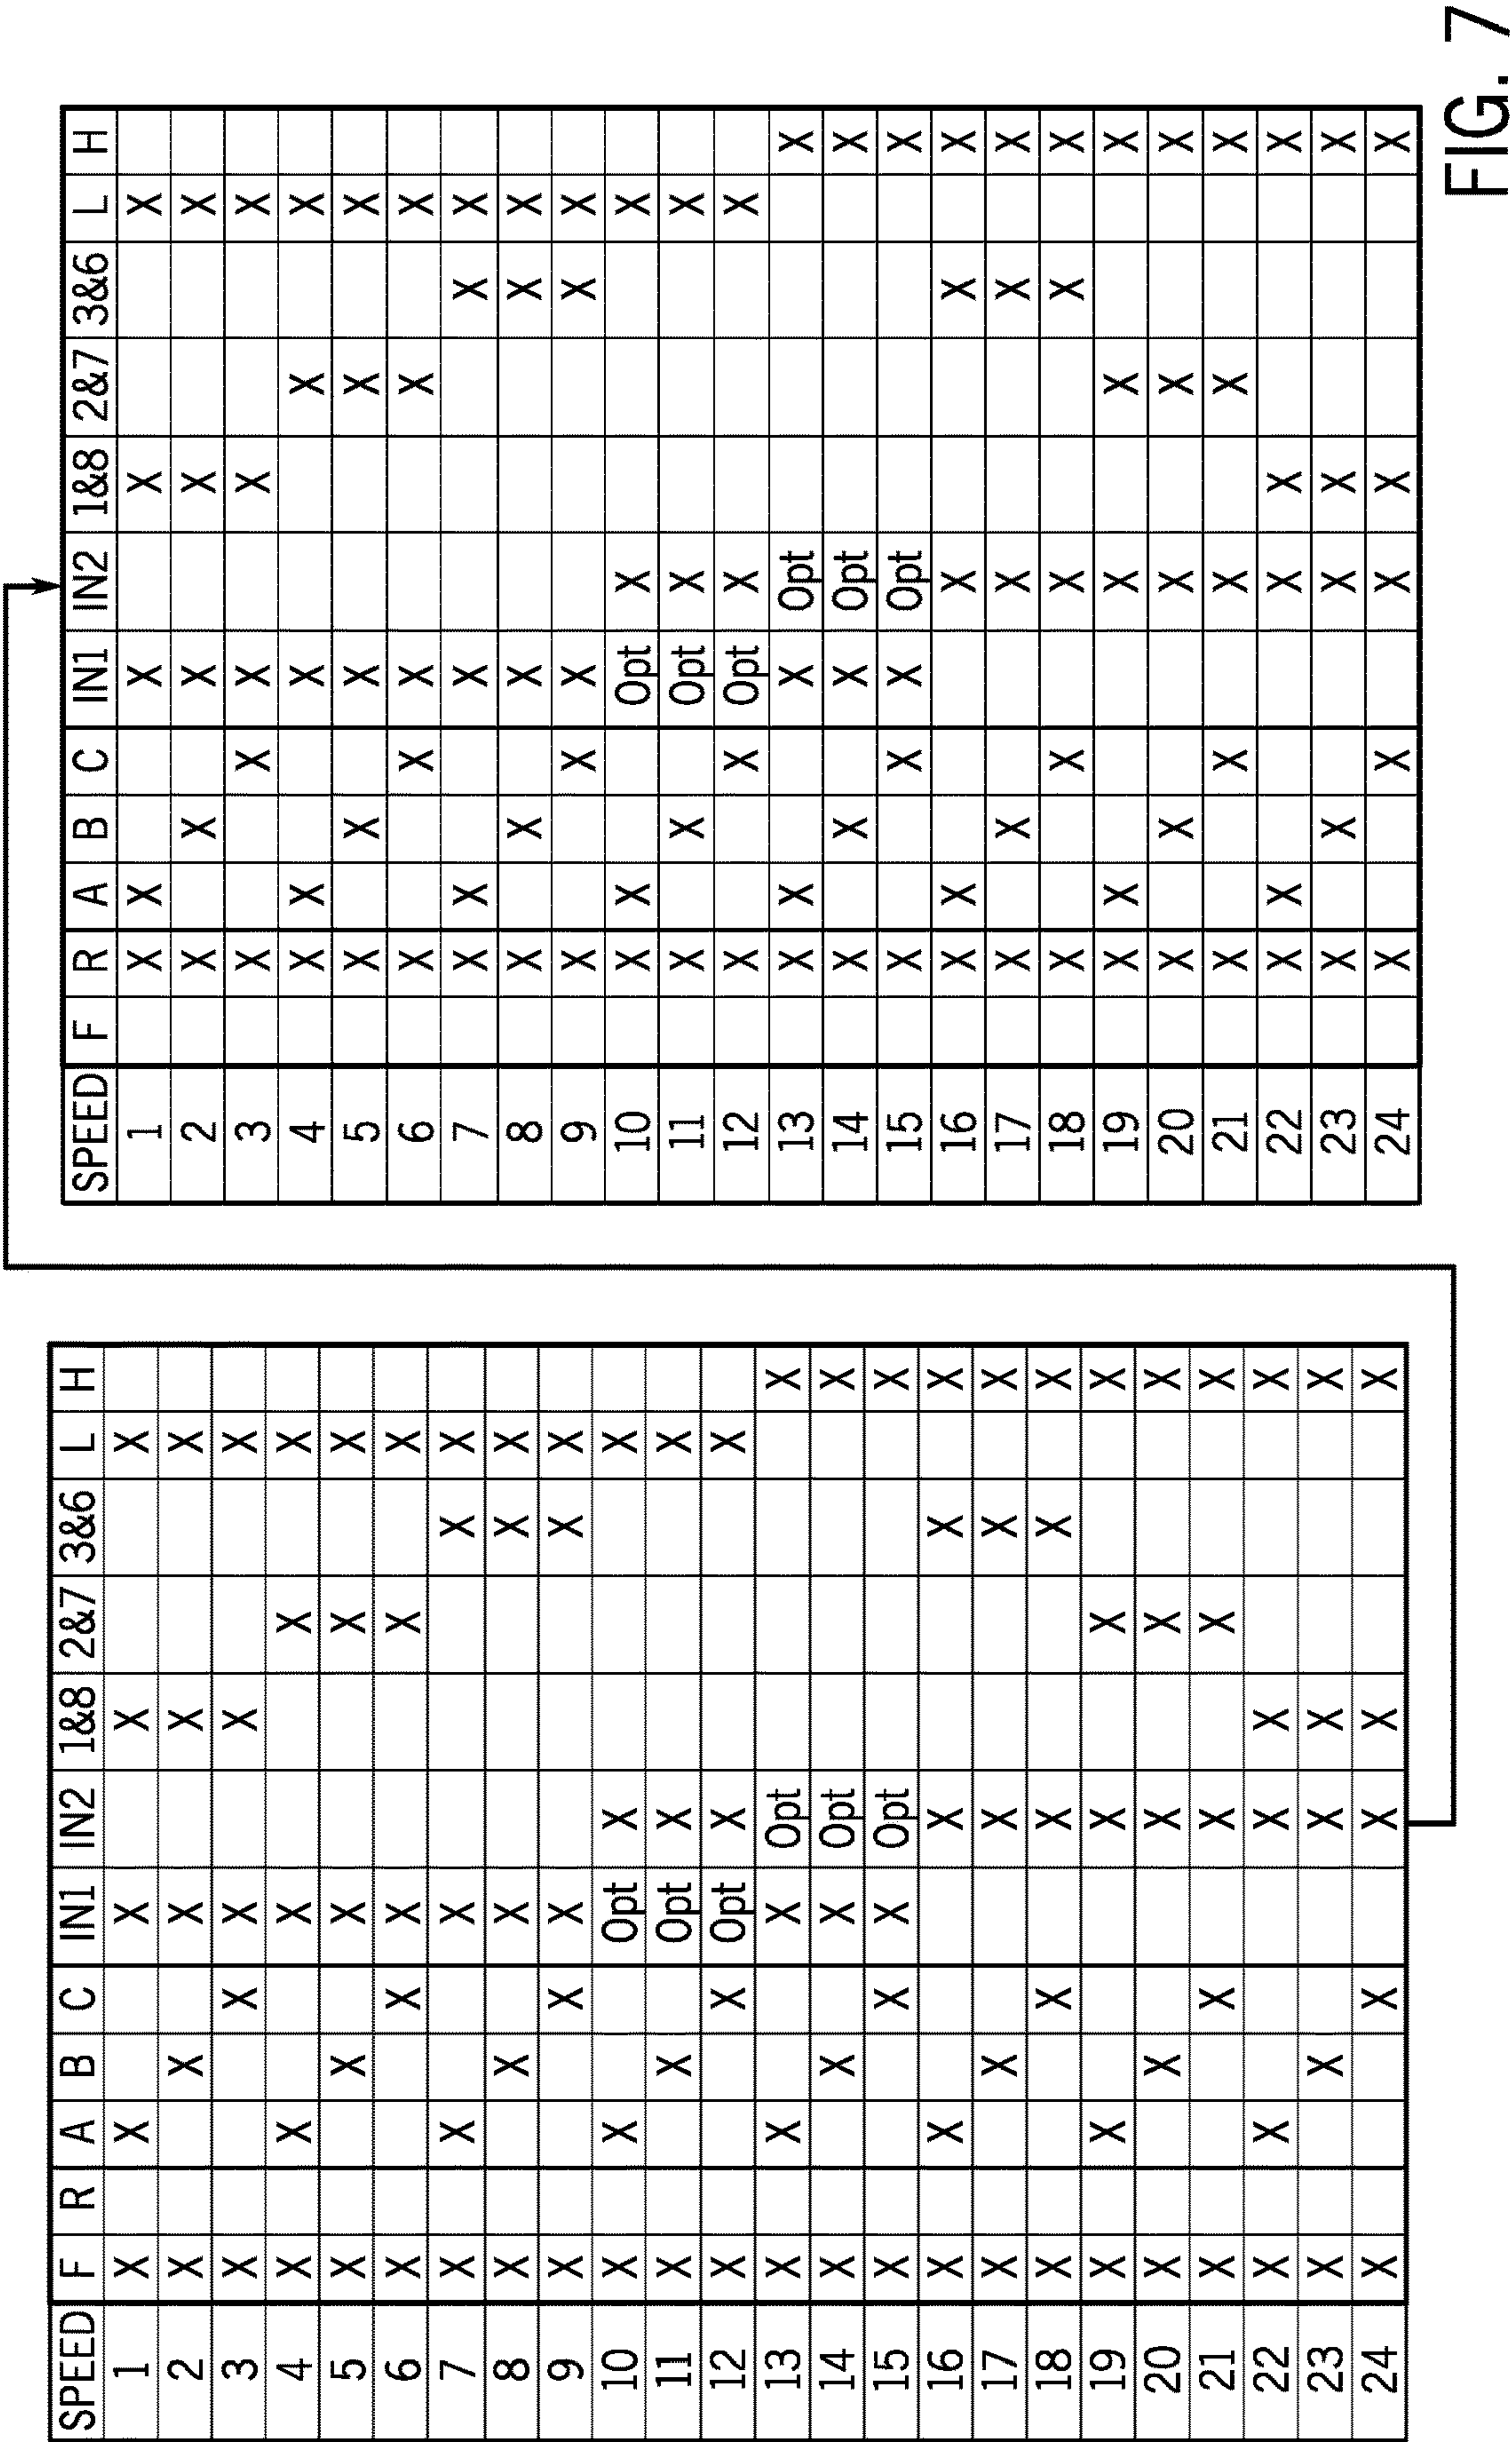 SPEED F R A B C IN1 IN2 1&8 2&7 3&6 L H
1 X X X X X
2 X X X X X
3 X X X X X
4 X X X X X
5 X X X X X
6 X X X X X
7 X X X X X
8 X X X X X
9 X X X X X
10 X X Opt X X
11 X X Opt X X
12 X X Opt X X
13 X X X Opt X
14 X X X Opt X
15 X X X Opt X
16 X X X X X
17 X X X X X
18 X X X X X
19 X X X X X
20 X X X X X
21 X X X X X
22 X X X X X
23 X X X X X
24 X X X X X
SPEED F R A B C IN1 IN2 1&8 2&7 3&6 L H
1 X X X X X
2 X X X X X
3 X X X X X
4 X X X X X
5 X X X X X
6 X X X X X
7 X X X X X
8 X X X X X
9 X X X X X
10 X X Opt X X
11 X X Opt X X
12 X X Opt X X
13 X X X Opt X
14 X X X Opt X
15 X X X Opt X
16 X X X X X
17 X X X X X
18 X X X X X
19 X X X X X
20 X X X X X
21 X X X X X
22 X X X X X
23 X X X X X
24 X X X X X
FIG. 7